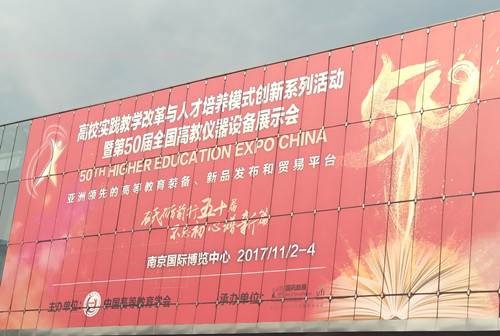 高校实践教学改革与人才培养模式创新系列活动
暨第50届全国高教仪器设备展示会
50TH HIGHER EDUCATION EXPO CHINA
亚洲领先的高等教育装备、新品发布和贸易平台
砥砺前行五十届
不忘初心谱新篇
南京国际博览中心 2017/11/2-4
主办单位: 中国高等教育学会 承办单位: 国药励展
50